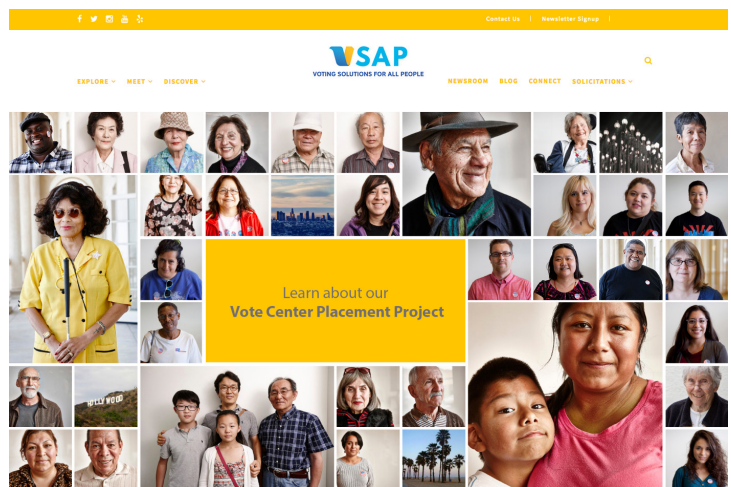 Contact Us | Newsletter Signup |
VSAP
VOTING SOLUTIONS FOR ALL PEOPLE
EXPLORE MEET DISCOVER
NEWSROOM BLOG CONNECT SOLICITATIONS
Learn about our
Vote Center Placement Project
HOLLYWOOD